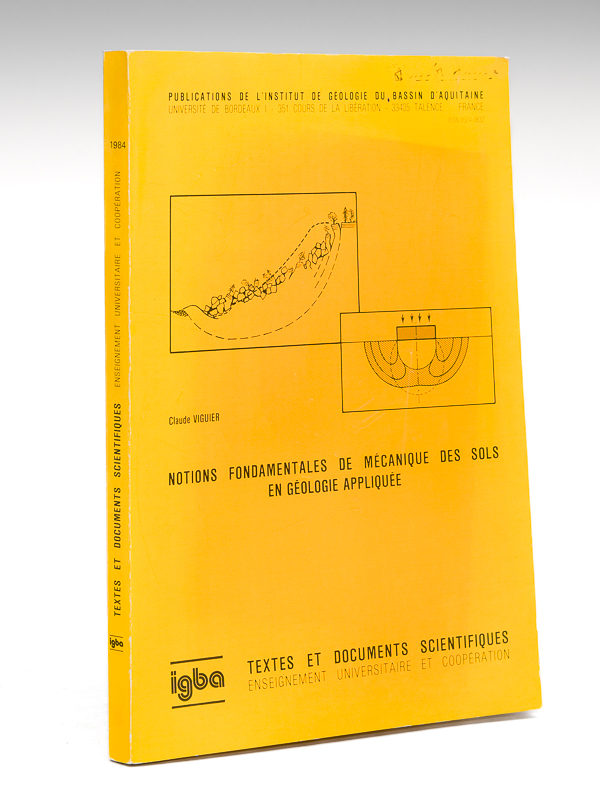 PUBLICATIONS DE L'INSTITUT DE GÉOLOGIE DU BASSIN D'AQUITAINE
UNIVERSITÉ DE BORDEAUX I - 351 COURS DE LA LIBÉRATION - 33405 TALENCE - FRANCE
Claude VIGUIER
NOTIONS FONDAMENTALES DE MÉCANIQUE DES SOLS
EN GÉOLOGIE APPLIQUÉE
igba
TEXTES ET DOCUMENTS SCIENTIFIQUES
ENSEIGNEMENT UNIVERSITAIRE ET COOPÉRATION
1984
TEXTES ET DOCUMENTS SCIENTIFIQUES ENSEIGNEMENT UNIVERSITAIRE ET COOPÉRATION
igba